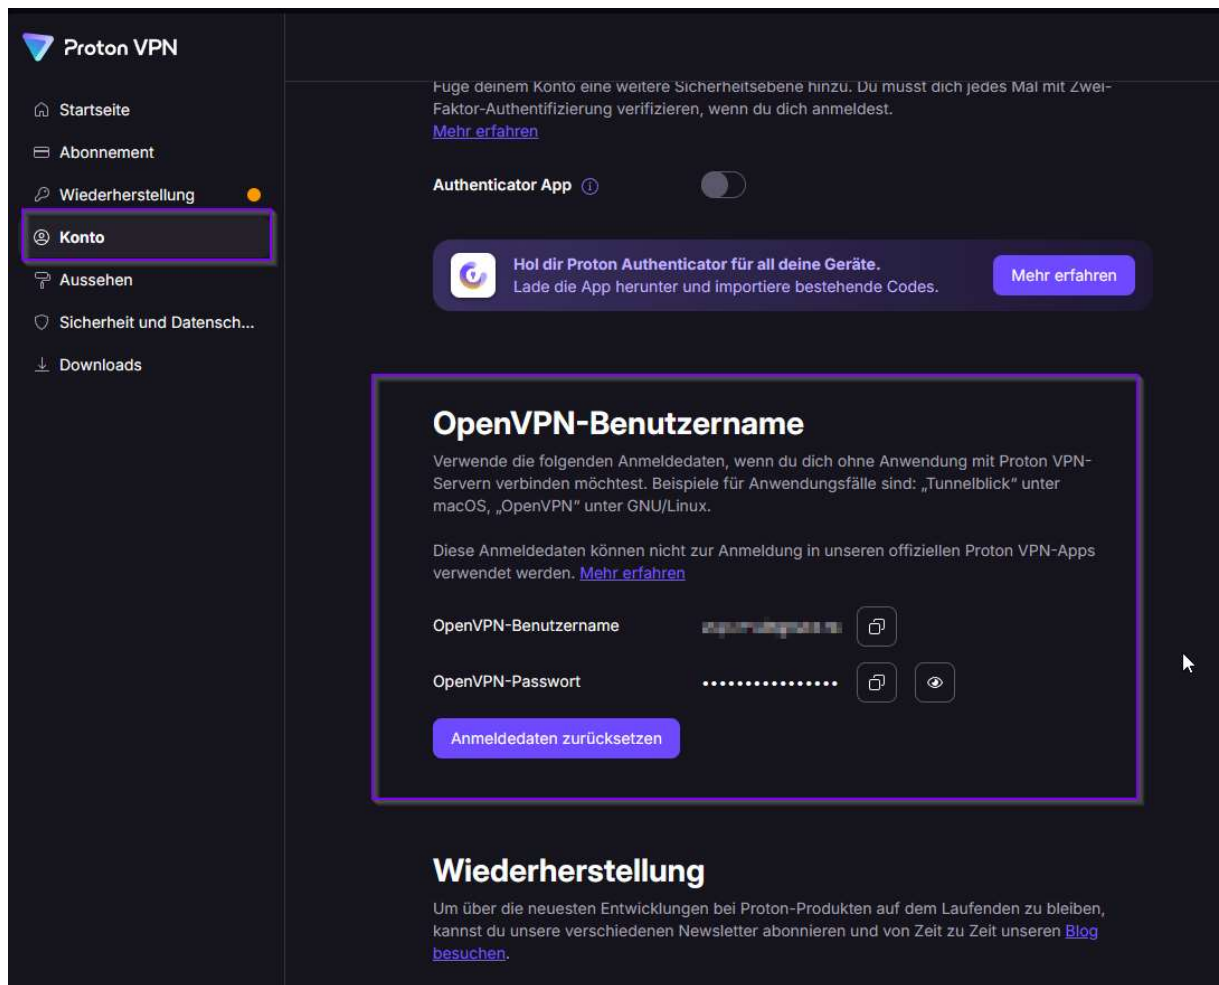 Proton VPN
Startseite
Abonnement
Wiederherstellung
Konto
Aussehen
Sicherheit und Datensch...
Downloads
Füge deinem Konto eine weitere Sicherheitsebene hinzu. Du musst dich jedes Mal mit Zwei-
Faktor-Authentifizierung verifizieren, wenn du dich anmeldest.
Mehr erfahren
Authenticator App
Hol dir Proton Authenticator für all deine Geräte.
Lade die App herunter und importiere bestehende Codes.
Mehr erfahren
OpenVPN-Benutzername
Verwende die folgenden Anmeldedaten, wenn du dich ohne Anwendung mit Proton VPN-
Servern verbinden möchtest. Beispiele für Anwendungsfälle sind: „Tunnelblick“ unter
macOS, „OpenVPN“ unter GNU/Linux.
Diese Anmeldedaten können nicht zur Anmeldung in unseren offiziellen Proton VPN-Apps
verwendet werden. Mehr erfahren
OpenVPN-Benutzername
OpenVPN-Passwort
Anmeldedaten zurücksetzen
Wiederherstellung
Um über die neuesten Entwicklungen bei Proton-Produkten auf dem Laufenden zu bleiben,
kannst du unsere verschiedenen Newsletter abonnieren und von Zeit zu Zeit unseren Blog
besuchen.